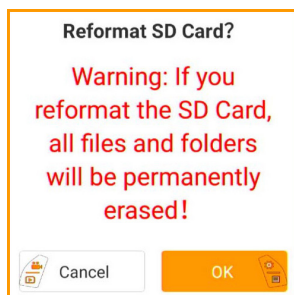 Reformat SD Card?
Warning: If you
reformat the SD Card,
all files and folders
will be permanently
erased!
Cancel
OK